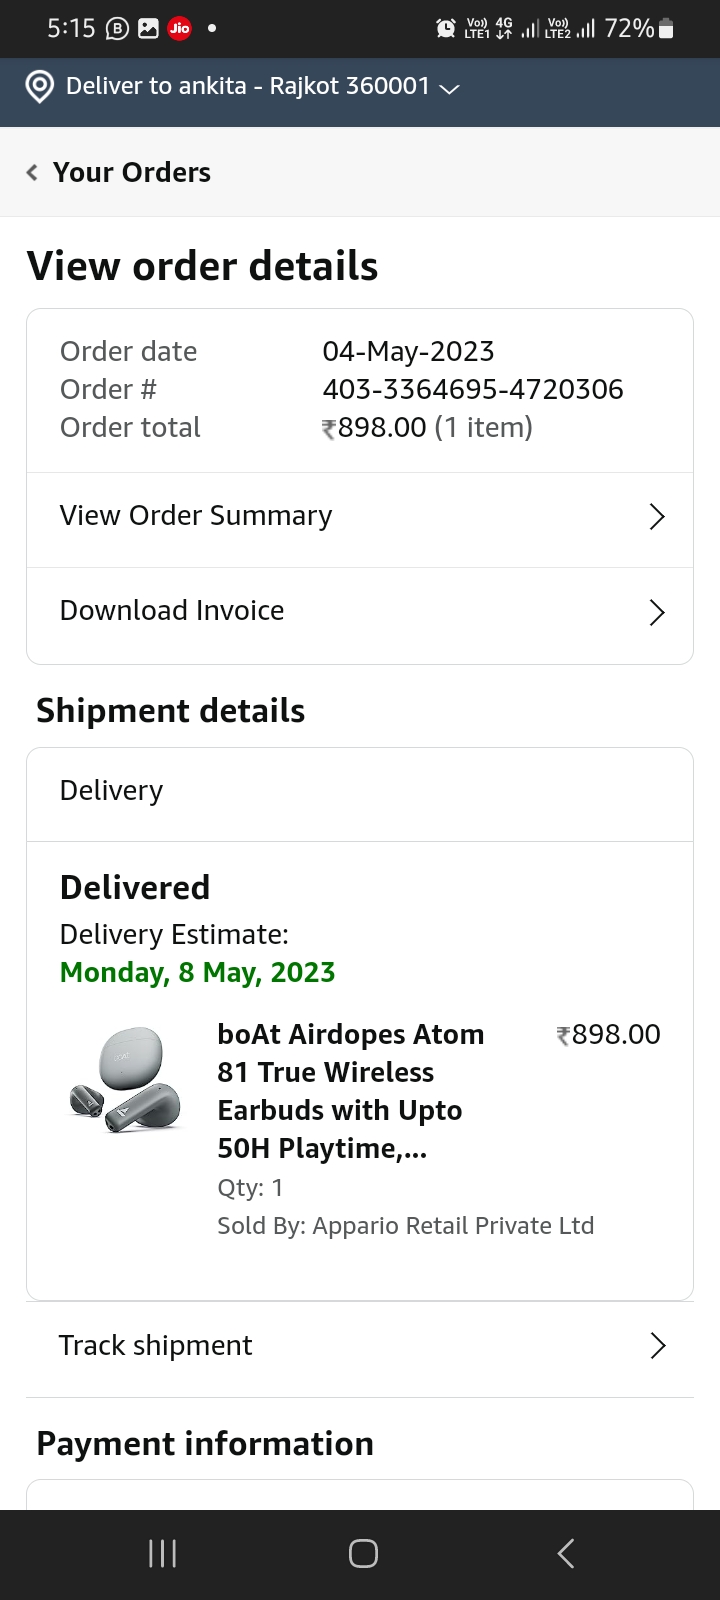 5:15
Jio
Vo)) 4G Vo)) 72%
LTE1 LTE2
Deliver to ankita - Rajkot 360001
Your Orders
View order details
Order date 04-May-2023
Order # 403-3364695-4720306
Order total ₹898.00 (1 item)
View Order Summary
Download Invoice
Shipment details
Delivery
Delivered
Delivery Estimate:
Monday, 8 May, 2023
boAt Airdopes Atom ₹898.00
81 True Wireless
Earbuds with Upto
50H Playtime,...
Qty: 1
Sold By: Appario Retail Private Ltd
Track shipment
Payment information